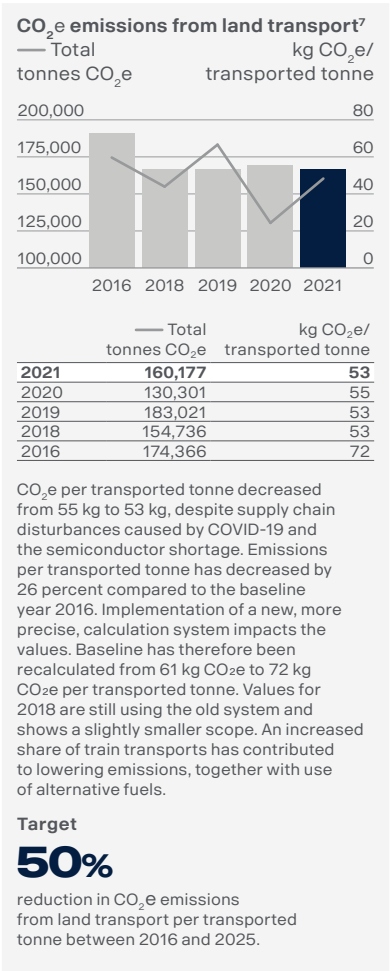 CO₂e emissions from land transport⁷
Total kg CO₂e/
tonnes CO₂e transported tonne
200,000 80
175,000 60
150,000 40
125,000 20
100,000 0
2016 2018 2019 2020 2021
Total kg CO₂e/
tonnes CO₂e transported tonne
2021 160,177 53
2020 130,301 55
2019 183,021 53
2018 154,736 53
2016 174,366 72
CO₂e per transported tonne decreased
from 55 kg to 53 kg, despite supply chain
disturbances caused by COVID-19 and
the semiconductor shortage. Emissions
per transported tonne has decreased by
26 percent compared to the baseline
year 2016. Implementation of a new, more
precise, calculation system impacts the
values. Baseline has therefore been
recalculated from 61 kg CO₂e to 72 kg
CO₂e per transported tonne. Values for
2018 are still using the old system and
shows a slightly smaller scope. An increased
share of train transports has contributed
to lowering emissions, together with use
of alternative fuels.
Target
50%
reduction in CO₂e emissions
from land transport per transported
tonne between 2016 and 2025.